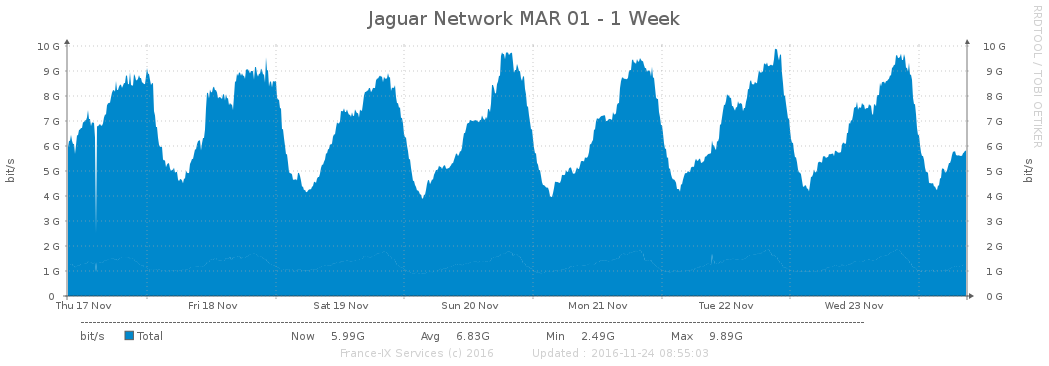 Jaguar Network MAR 01 - 1 Week
RRDTOOL / TOBI OETIKER
bit/s
10 G
9 G
8 G
7 G
6 G
5 G
4 G
3 G
2 G
1 G
0
10 G
9 G
8 G
7 G
6 G
5 G
4 G
3 G
2 G
1 G
0 G
bit/s
Thu 17 Nov Fri 18 Nov Sat 19 Nov Sun 20 Nov Mon 21 Nov Tue 22 Nov Wed 23 Nov
bit/s Total Now 5.99G Avg 6.83G Min 2.49G Max 9.89G
France-IX Services (c) 2016 Updated : 2016-11-24 08:55:03